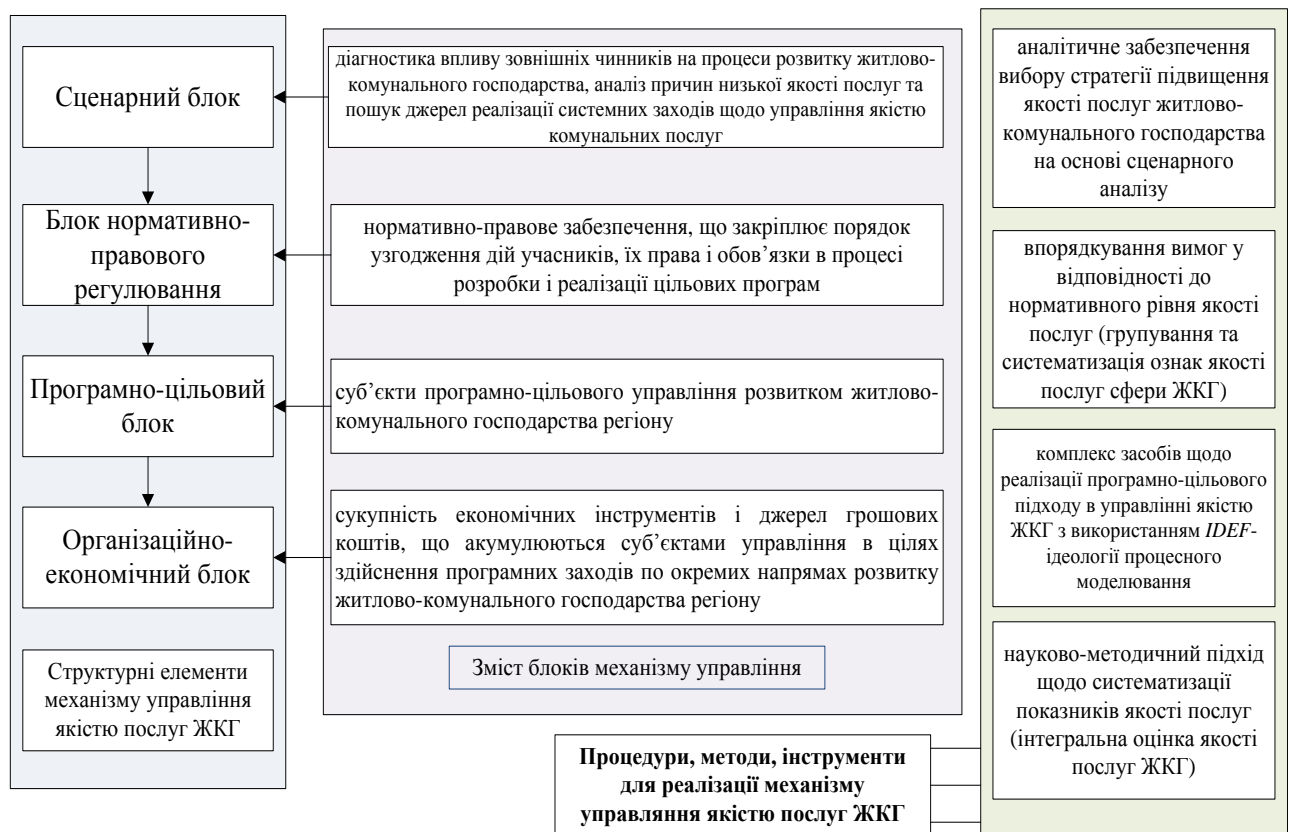 Сценарний блок
Блок нормативно-
правового
регулювання
Програмно-цільовий
блок
Організаційно-
економічний блок
Структурні елементи
механізму управління
якістю послуг ЖКГ
діагностика впливу зовнішніх чинників на процеси розвитку житлово-
комунального господарства, аналіз причин низької якості послуг та
пошук джерел реалізації системних заходів щодо управління якістю
комунальних послуг
нормативно-правове забезпечення, що закріплює порядок
узгодження дій учасників, їх права і обов’язки в процесі
розробки і реалізації цільових програм
суб’єкти програмно-цільового управління розвитком житлово-
комунального господарства регіону
сукупність економічних інструментів і джерел грошових
коштів, що акумулюються суб’єктами управління в цілях
здійснення програмних заходів по окремих напрямах розвитку
житлово-комунального господарства регіону
Зміст блоків механізму управління
аналітичне забезпечення
вибору стратегії підвищення
якості послуг житлово-
комунального господарства
на основі сценарного
аналізу
впорядкування вимог у
відповідності до
нормативного рівня якості
послуг (групування та
систематизація ознак якості
послуг сфери ЖКГ)
комплекс засобів щодо
реалізації програмно-цільового
підходу в управлінні якістю
ЖКГ з використанням IDEF-
ідеології процесного
моделювання
науково-методичний підхід
щодо систематизації
показників якості послуг
(інтегральна оцінка якості
послуг ЖКГ)
Процедури, методи, інструменти
для реалізації механізму
управляння якістю послуг ЖКГ